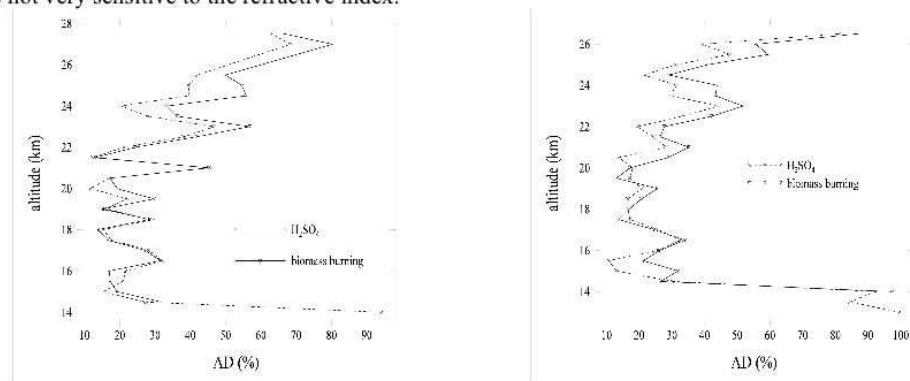 not very sensitive to the refractive index.
28
26
24
22
20
18
16
14
altitude (km)
10 20 30 40 50 60 70 80 90
AD (%)
H₂SO₄
biomass burning
26
24
22
20
18
16
14
altitude (km)
10 20 30 40 50 60 70 80 90 100
AD (%)
H₂SO₄
biomass burning